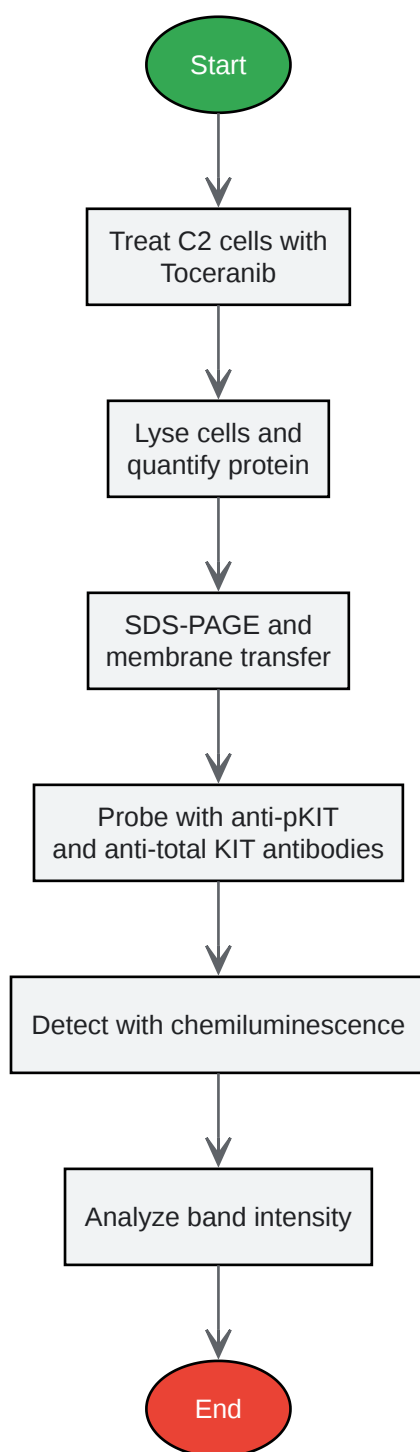 Start
Treat C2 cells with
Toceranib
Lyse cells and
quantify protein
SDS-PAGE and
membrane transfer
Probe with anti-pKIT
and anti-total KIT antibodies
Detect with chemiluminescence
Analyze band intensity
End